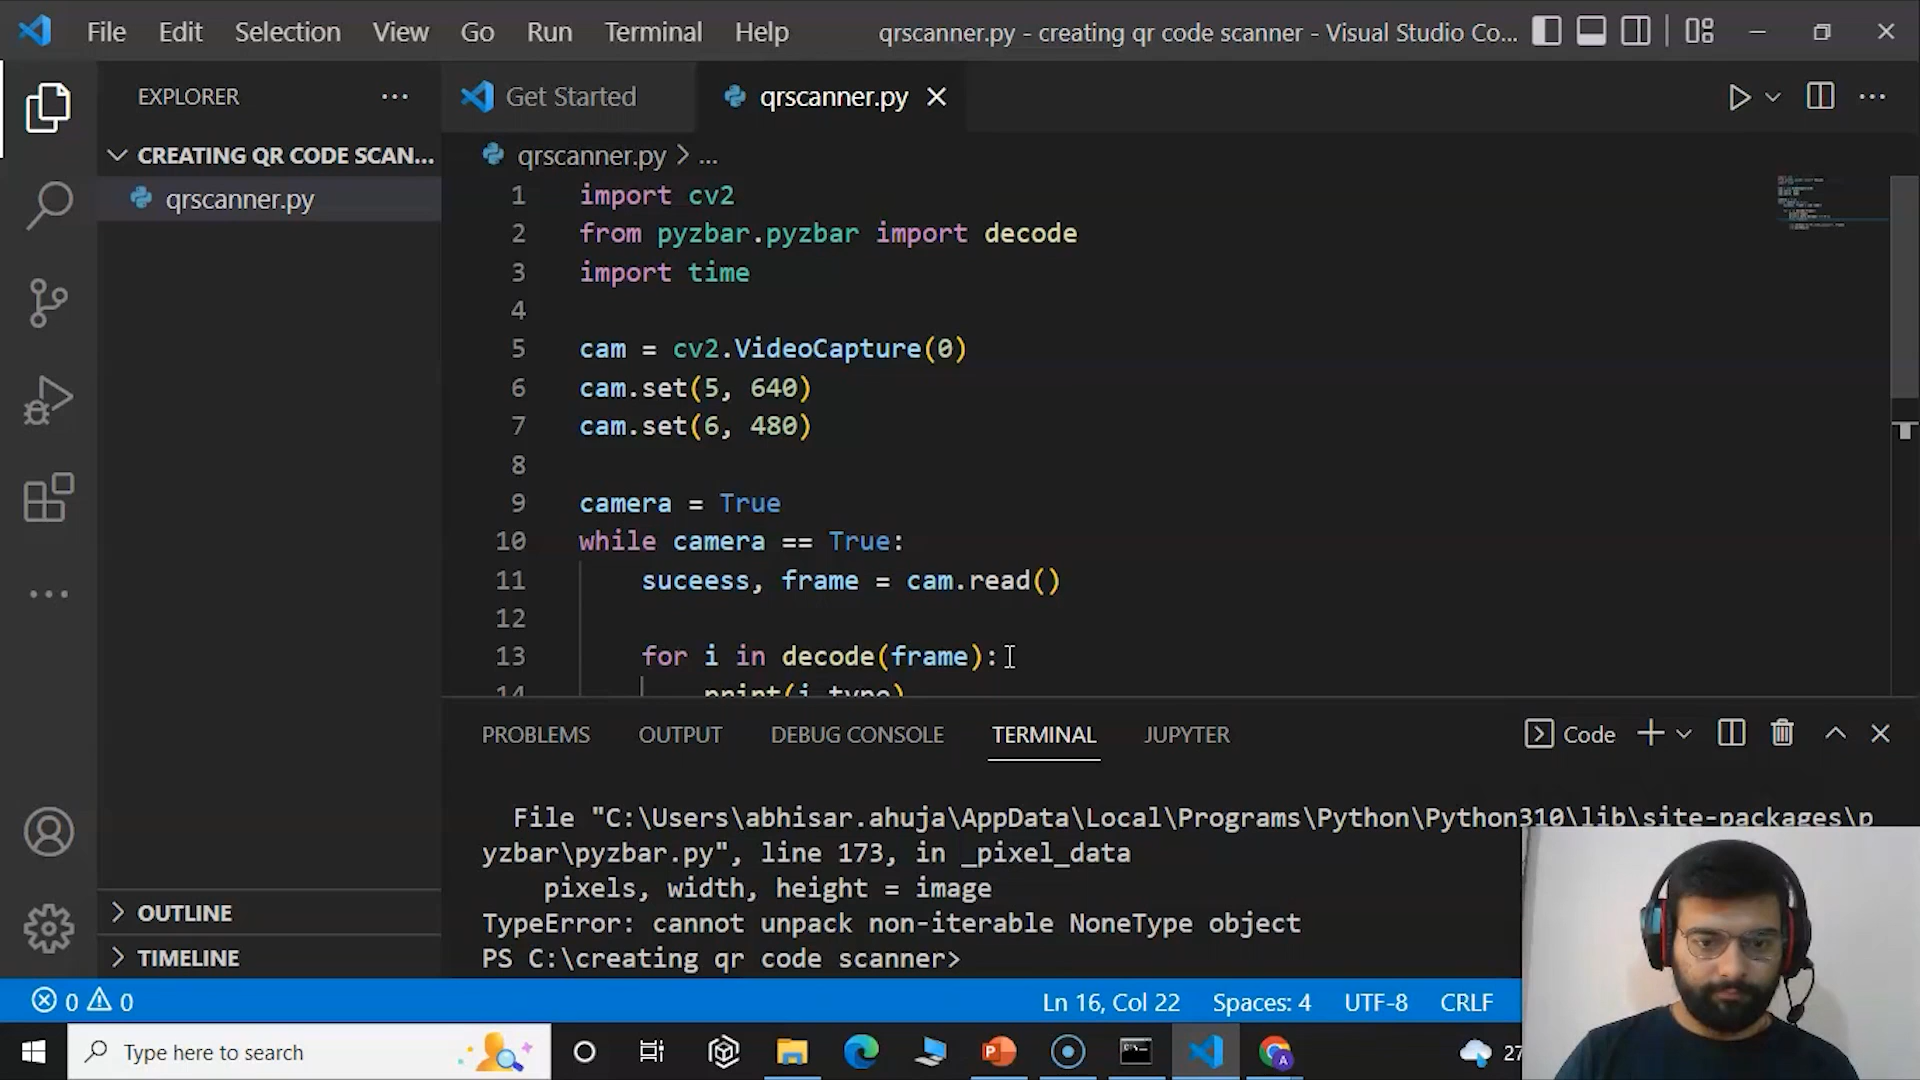 File Edit Selection View Go Run Terminal Help qrscanner.py - creating qr code scanner - Visual Studio Co...
EXPLORER
CREATING QR CODE SCAN...
qrscanner.py
OUTLINE
TIMELINE
Get Started qrscanner.py
qrscanner.py > ...
1 import cv2
2 from pyzbar.pyzbar import decode
3 import time
4
5 cam = cv2.VideoCapture(0)
6 cam.set(5, 640)
7 cam.set(6, 480)
8
9 camera = True
10 while camera == True:
11 suceess, frame = cam.read()
12
13 for i in decode(frame):
14 print(i.type)
PROBLEMS OUTPUT DEBUG CONSOLE TERMINAL JUPYTER Code
File "C:\Users\abhisar.ahuja\AppData\Local\Programs\Python\Python310\lib\site-packages\p
yzbar\pyzbar.py", line 173, in _pixel_data
pixels, width, height = image
TypeError: cannot unpack non-iterable NoneType object
PS C:\creating qr code scanner>
0 0 Ln 16, Col 22 Spaces: 4 UTF-8 CRLF
Type here to search 27